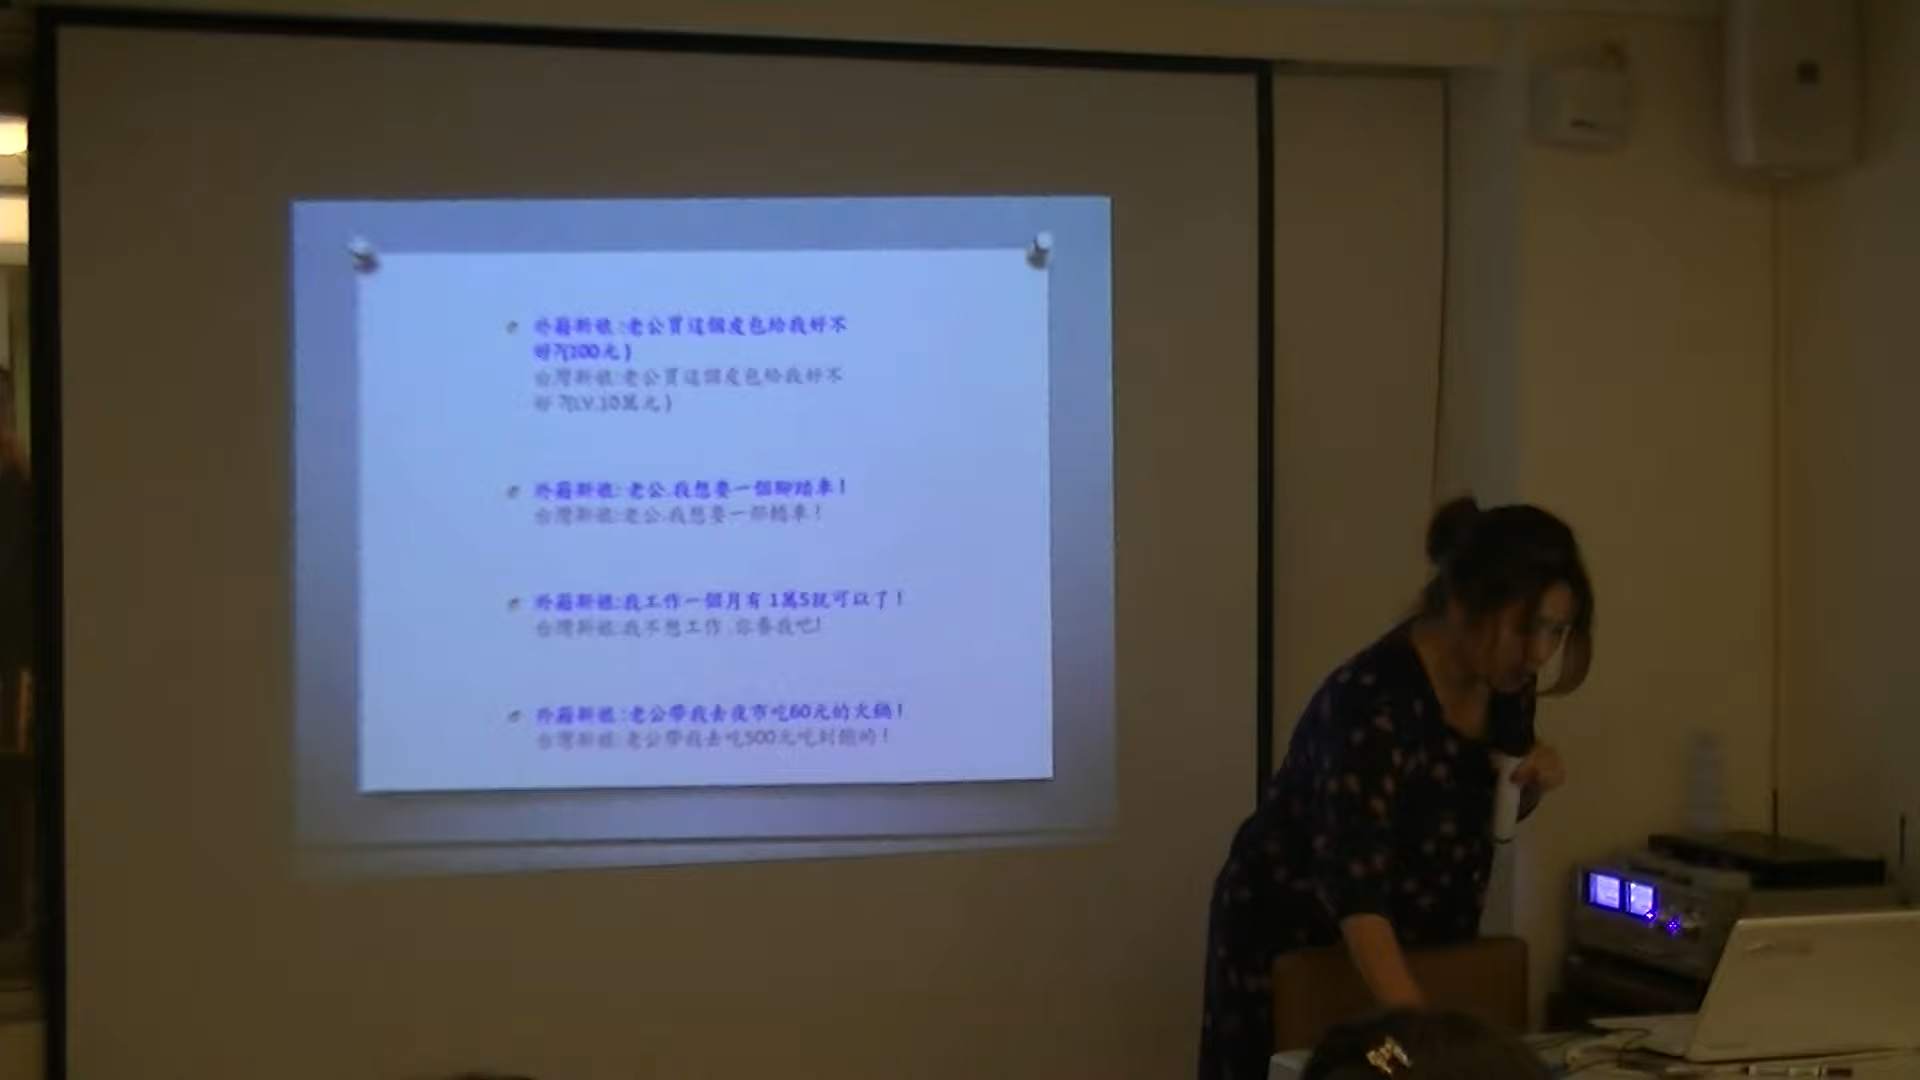 外籍新娘:老公買這個皮包給我好不
好?(100元)
台灣新娘:老公買這個皮包給我好不
好?(LV.10萬元)
外籍新娘:老公.我想要一個腳踏車!
台灣新娘:老公.我想要一部轎車!
外籍新娘:我工作一個月有1萬5就可以了!
台灣新娘:我不想工作.你養我吧!
外籍新娘:老公帶我去夜市吃60元的火鍋!
台灣新娘:老公帶我去吃500元吃到飽的!